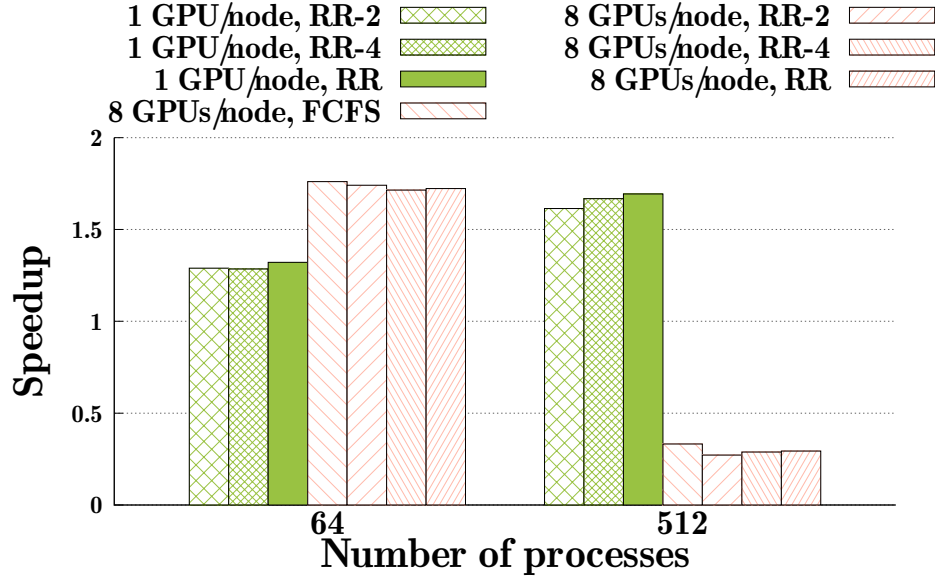 1 GPU/node, RR-2
1 GPU/node, RR-4
1 GPU/node, RR
8 GPUs/node, FCFS
8 GPUs/node, RR-2
8 GPUs/node, RR-4
8 GPUs/node, RR
2
1.5
1
0.5
0
Speedup
64 512
Number of processes